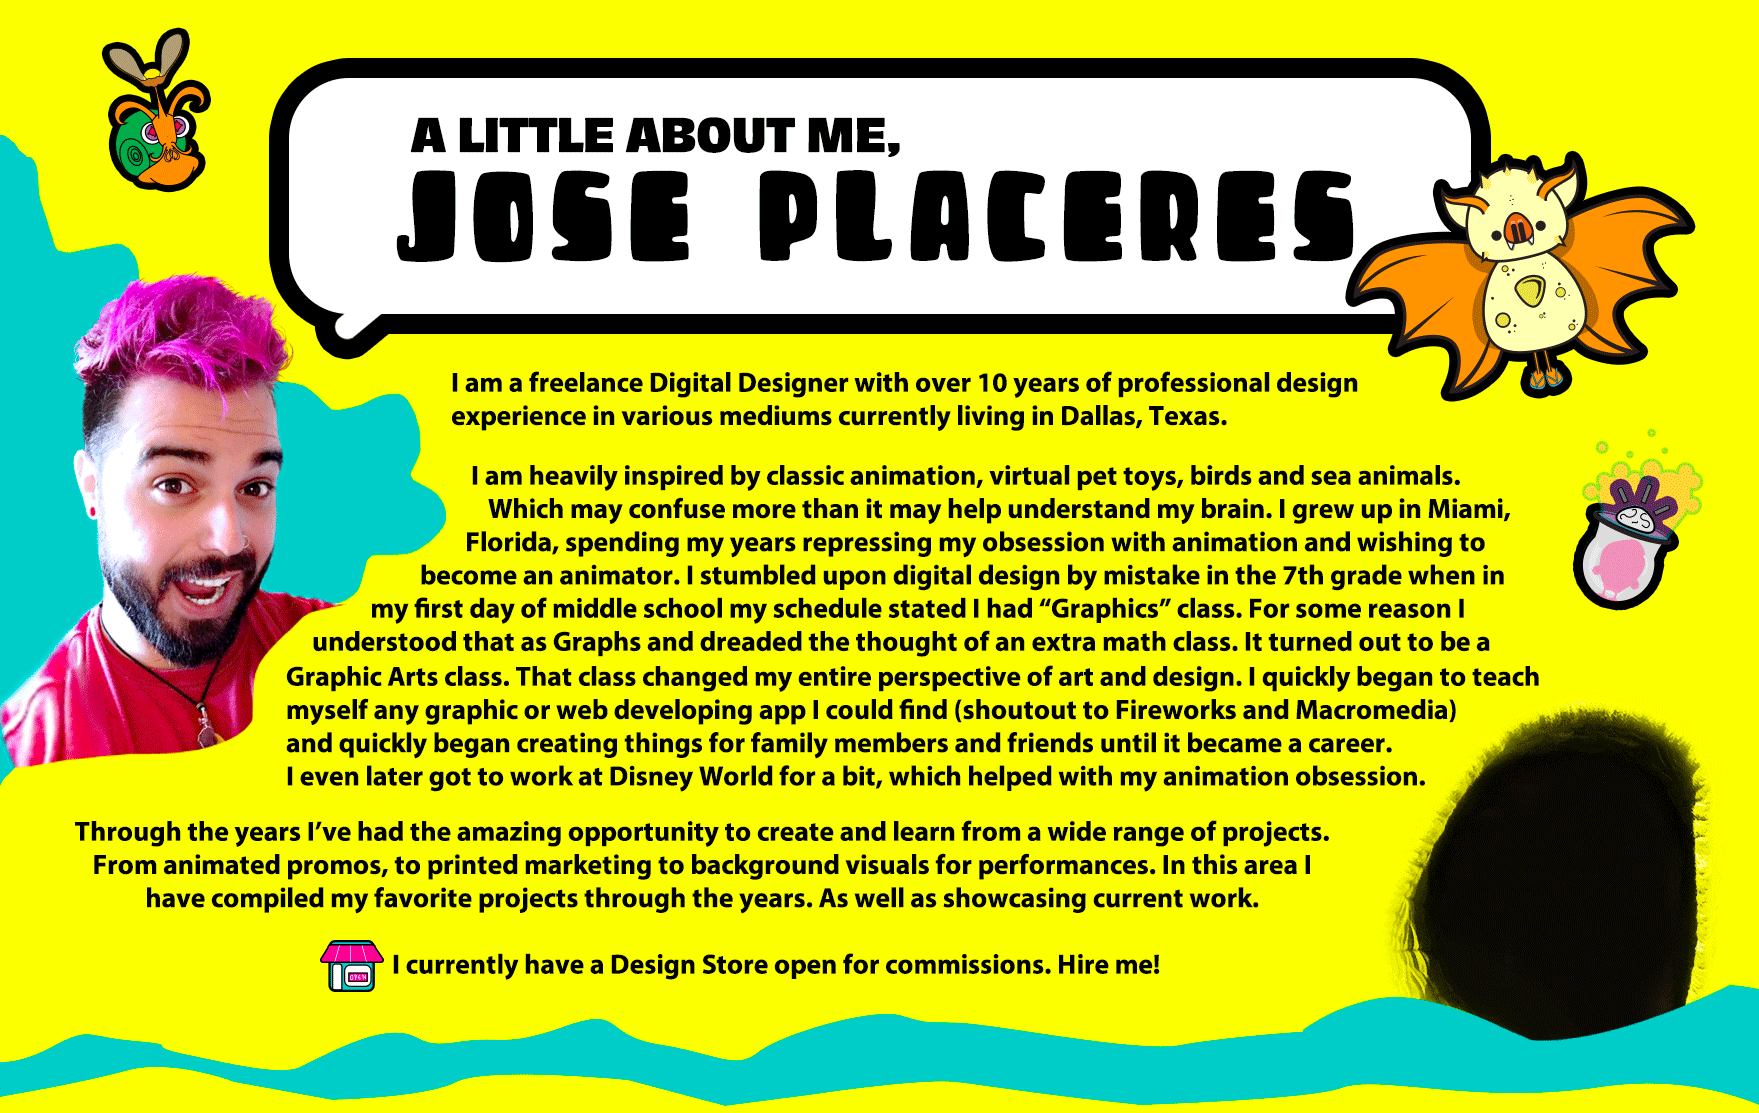 A LITTLE ABOUT ME,
JOSE PLACERES
I am a freelance Digital Designer with over 10 years of professional design
experience in various mediums currently living in Dallas, Texas.
I am heavily inspired by classic animation, virtual pet toys, birds and sea animals.
Which may confuse more than it may help understand my brain. I grew up in Miami,
Florida, spending my years repressing my obsession with animation and wishing to
become an animator. I stumbled upon digital design by mistake in the 7th grade when in
my first day of middle school my schedule stated I had “Graphics” class. For some reason I
understood that as Graphs and dreaded the thought of an extra math class. It turned out to be a
Graphic Arts class. That class changed my entire perspective of art and design. I quickly began to teach
myself any graphic or web developing app I could find (shoutout to Fireworks and Macromedia)
and quickly began creating things for family members and friends until it became a career.
I even later got to work at Disney World for a bit, which helped with my animation obsession.
Through the years I’ve had the amazing opportunity to create and learn from a wide range of projects.
From animated promos, to printed marketing to background visuals for performances. In this area I
have compiled my favorite projects through the years. As well as showcasing current work.
OPEN
I currently have a Design Store open for commissions. Hire me!